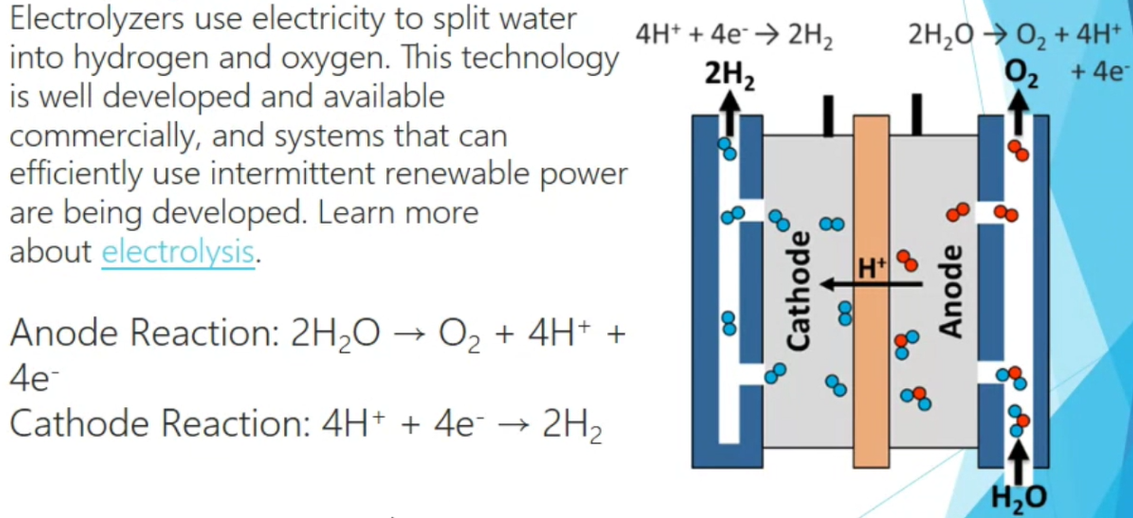 Electrolyzers use electricity to split water
into hydrogen and oxygen. This technology
is well developed and available
commercially, and systems that can
efficiently use intermittent renewable power
are being developed. Learn more
about electrolysis.
Anode Reaction: 2H₂O → O₂ + 4H⁺ +
4e⁻
Cathode Reaction: 4H⁺ + 4e⁻ → 2H₂
4H⁺ + 4e⁻ → 2H₂
2H₂O → O₂ + 4H⁺
+ 4e⁻
2H₂
O₂
Cathode
H⁺
Anode
H₂O